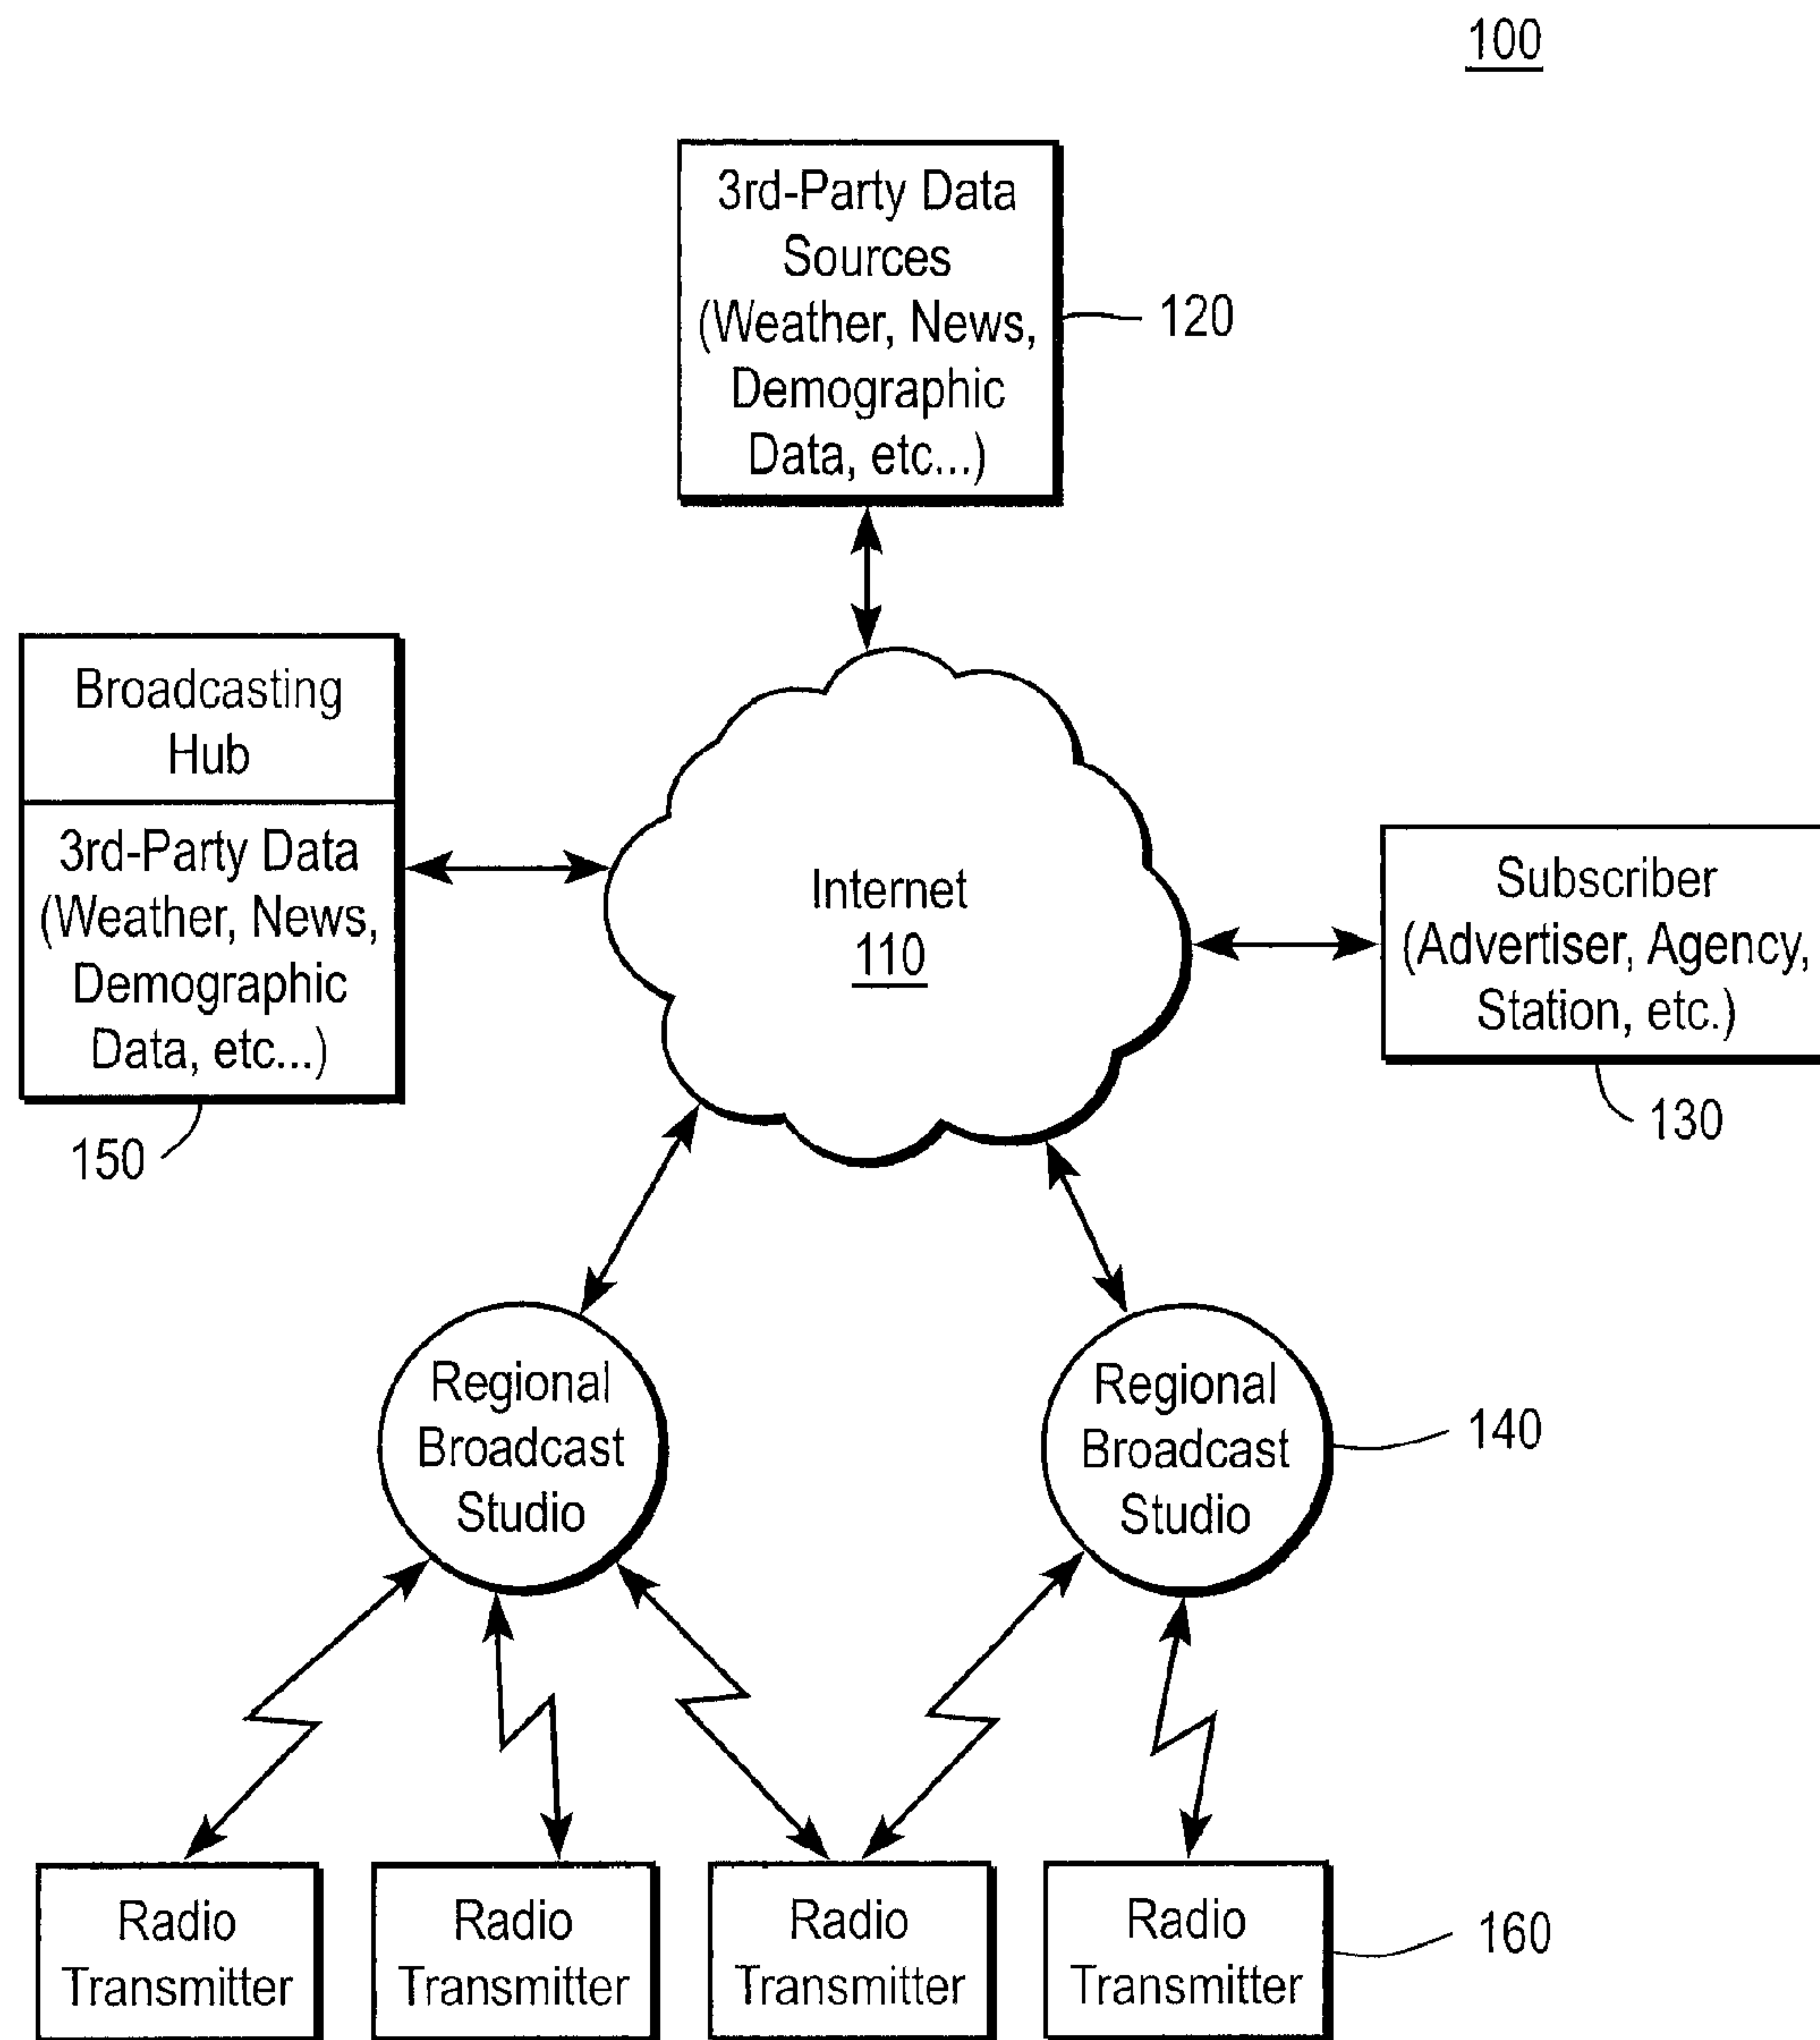 100
3rd-Party Data
Sources
(Weather, News,
Demographic
Data, etc...)
120
Broadcasting
Hub
3rd-Party Data
(Weather, News,
Demographic
Data, etc...)
150
Internet
110
Subscriber
(Advertiser, Agency,
Station, etc.)
130
Regional
Broadcast
Studio
Regional
Broadcast
Studio
140
Radio
Transmitter
Radio
Transmitter
Radio
Transmitter
Radio
Transmitter
160